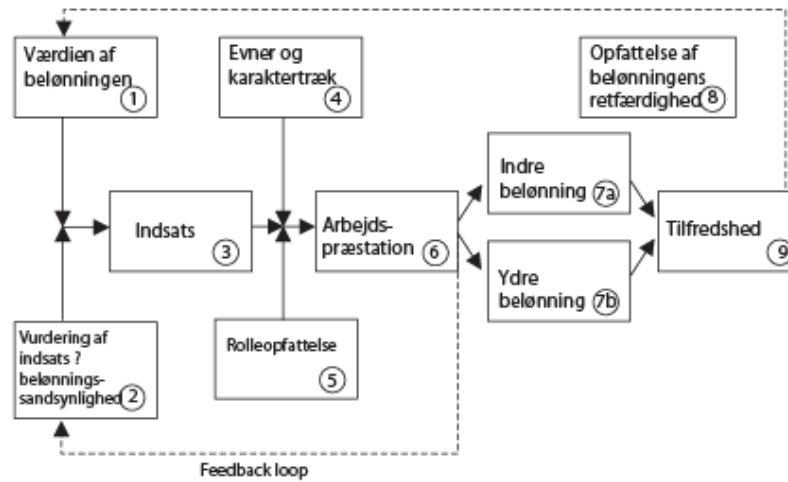 Værdien af
belønningen
1
Evner og
karaktertræk
4
Opfattelse af
belønningens
retfærdighed
8
Indsats
3
Arbejds-
præstation
6
Indre
belønning
7a
Ydre
belønning
7b
Tilfredshed
9
Vurdering af
indsats ?
belønnings-
sandsynlighed
2
Rolleopfattelse
5
Feedback loop